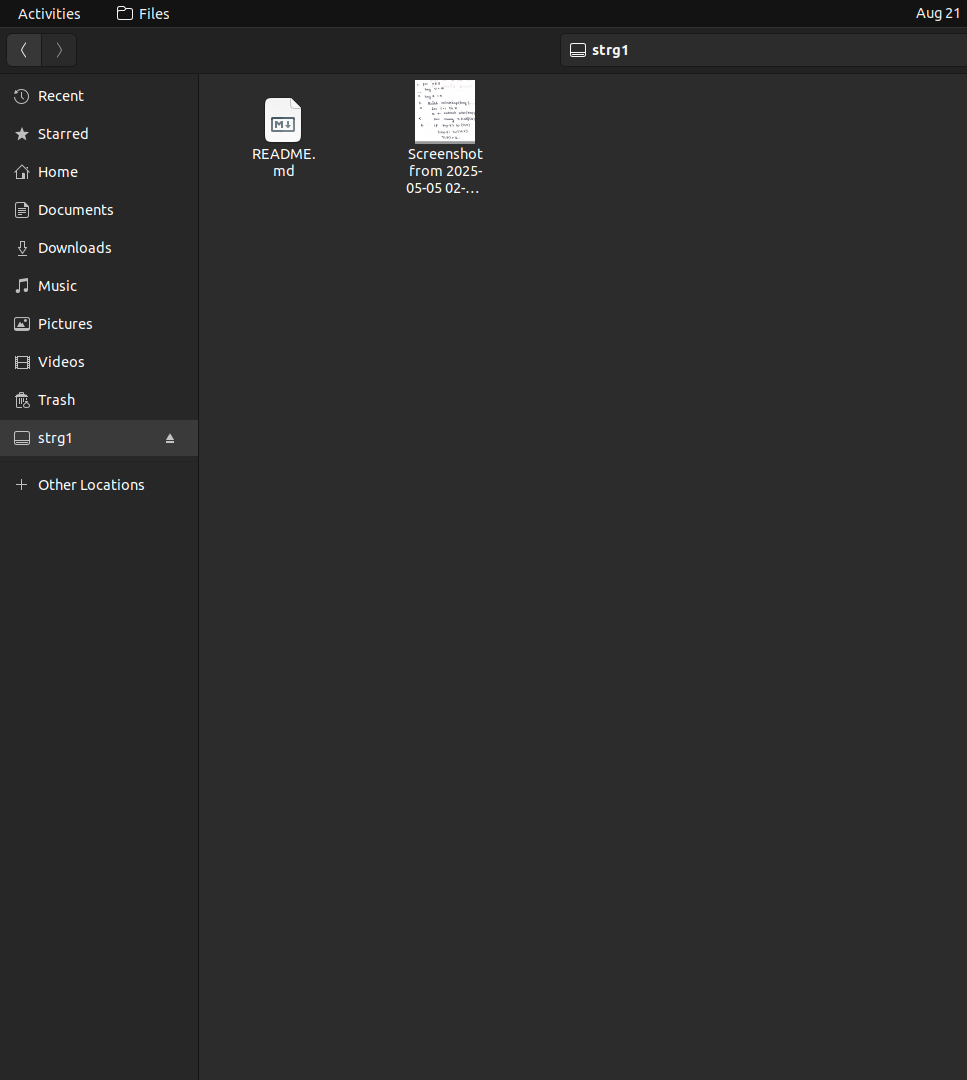 Activities
Files
Aug 21
strg1
Recent
Starred
Home
Documents
Downloads
Music
Pictures
Videos
Trash
strg1
Other Locations
M
README.
md
Screenshot
from 2025-
05-05 02-…